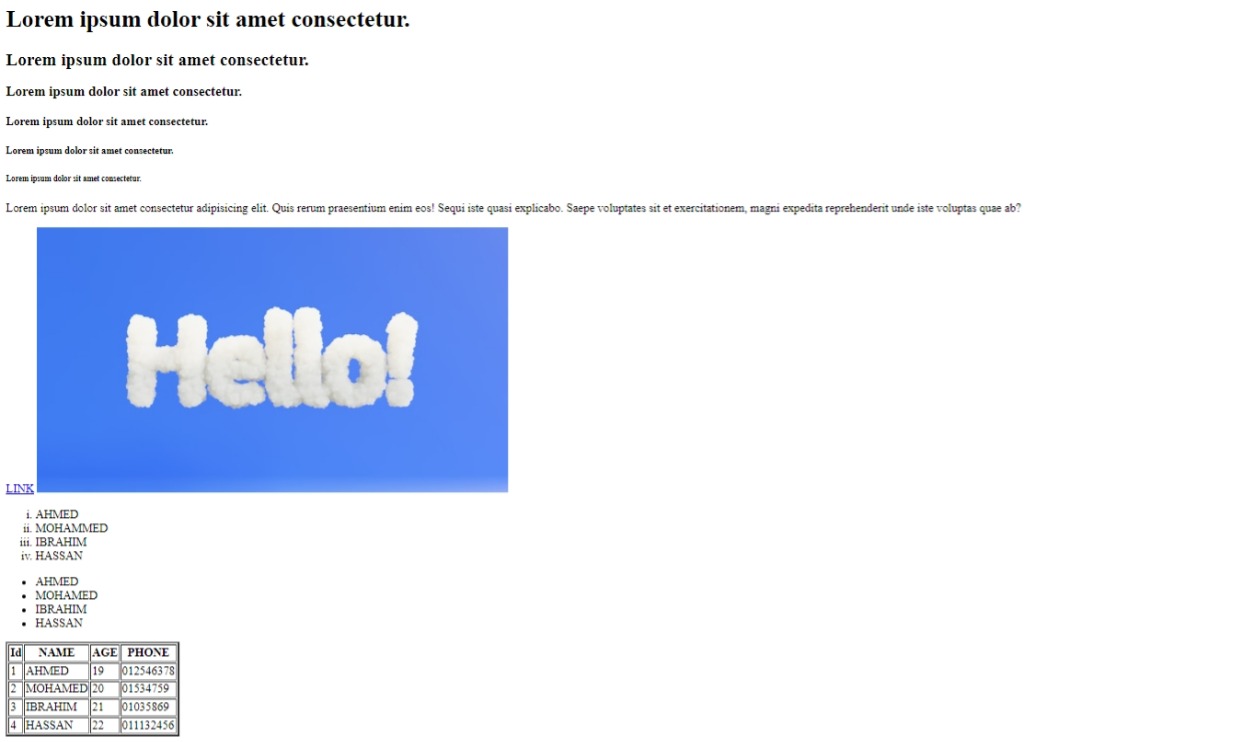 Lorem ipsum dolor sit amet consectetur.
Lorem ipsum dolor sit amet consectetur.
Lorem ipsum dolor sit amet consectetur.
Lorem ipsum dolor sit amet consectetur.
Lorem ipsum dolor sit amet consectetur.
Lorem ipsum dolor sit amet consectetur.
Lorem ipsum dolor sit amet consectetur adipisicing elit. Quis rerum praesentium enim eos! Sequi iste quasi explicabo. Saepe voluptates sit et exercitationem, magni expedita reprehenderit unde iste voluptas quae ab?
Hello!
LINK
i. AHMED
ii. MOHAMMED
iii. IBRAHIM
iv. HASSAN
• AHMED
• MOHAMED
• IBRAHIM
• HASSAN
Id NAME AGE PHONE
1 AHMED 19 012546378
2 MOHAMED 20 01534759
3 IBRAHIM 21 01035869
4 HASSAN 22 011132456